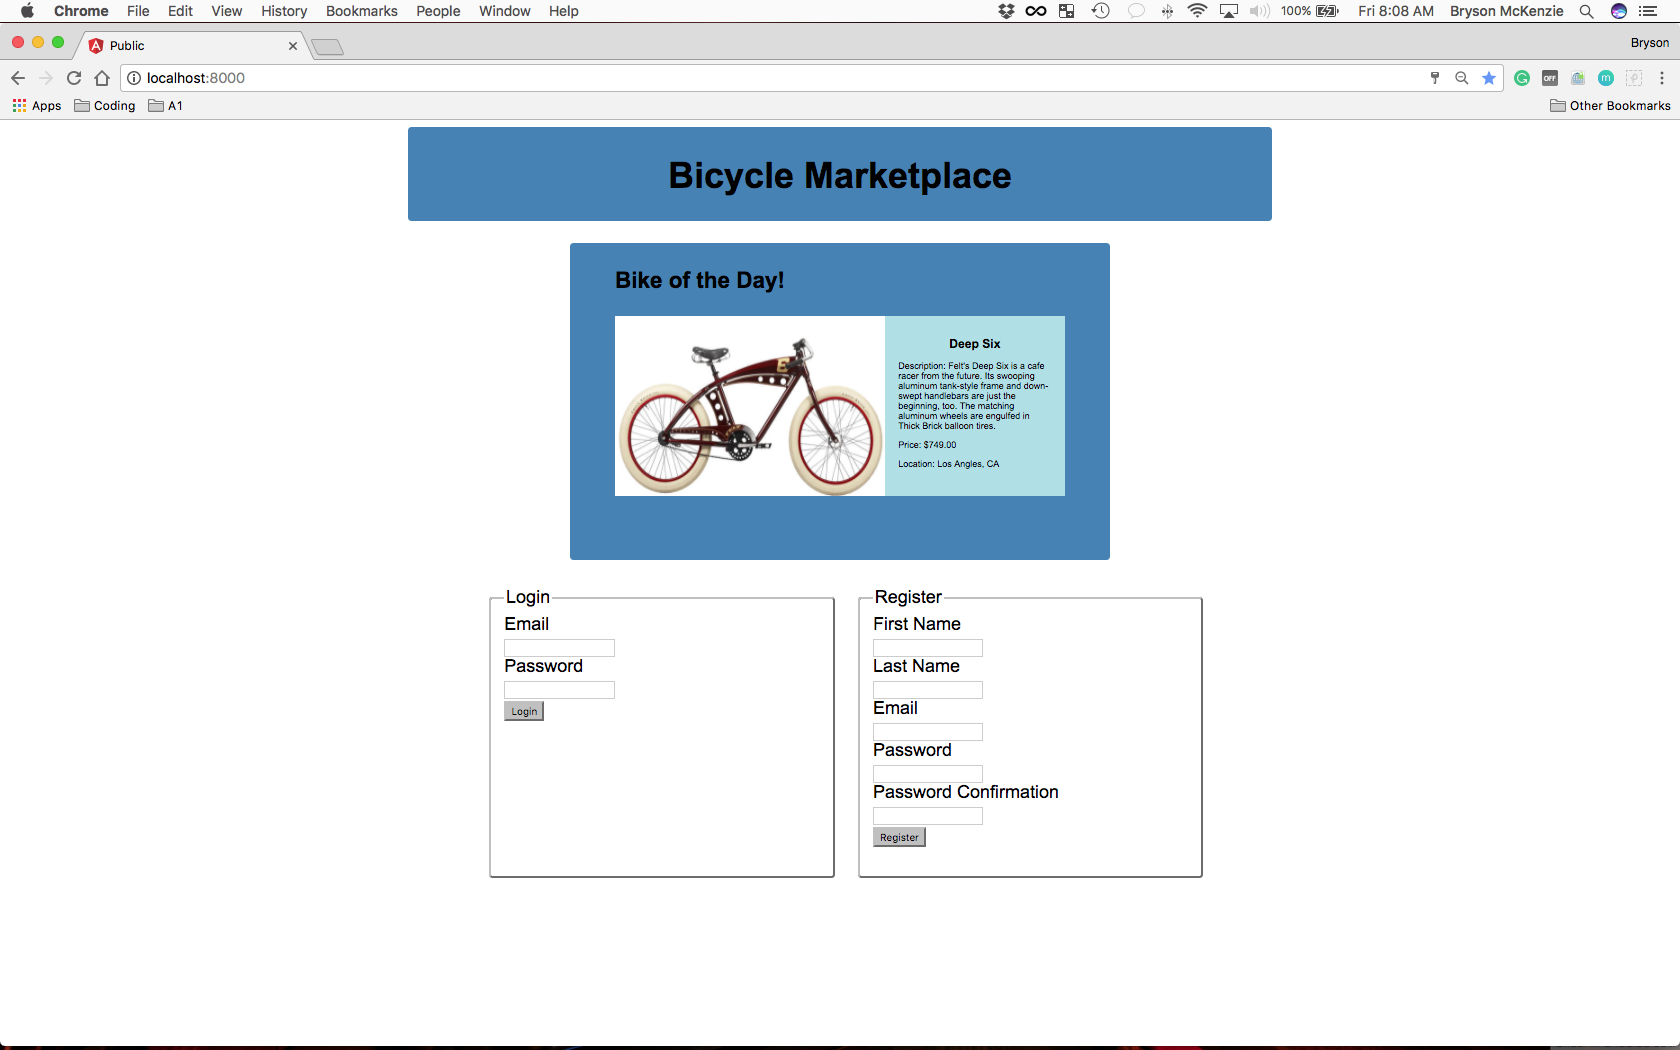 Chrome File Edit View History Bookmarks People Window Help 100% Fri 8:08 AM Bryson McKenzie
Public Bryson
localhost:8000 OFF m
Apps Coding A1 Other Bookmarks
Bicycle Marketplace
Bike of the Day!
Deep Six
Description: Felt's Deep Six is a cafe
racer from the future. Its swooping
aluminum tank-style frame and down-
swept handlebars are just the
beginning, too. The matching
aluminum wheels are engulfed in
Thick Brick balloon tires.
Price: $749.00
Location: Los Angles, CA
Login
Email
Password
Login
Register
First Name
Last Name
Email
Password
Password Confirmation
Register